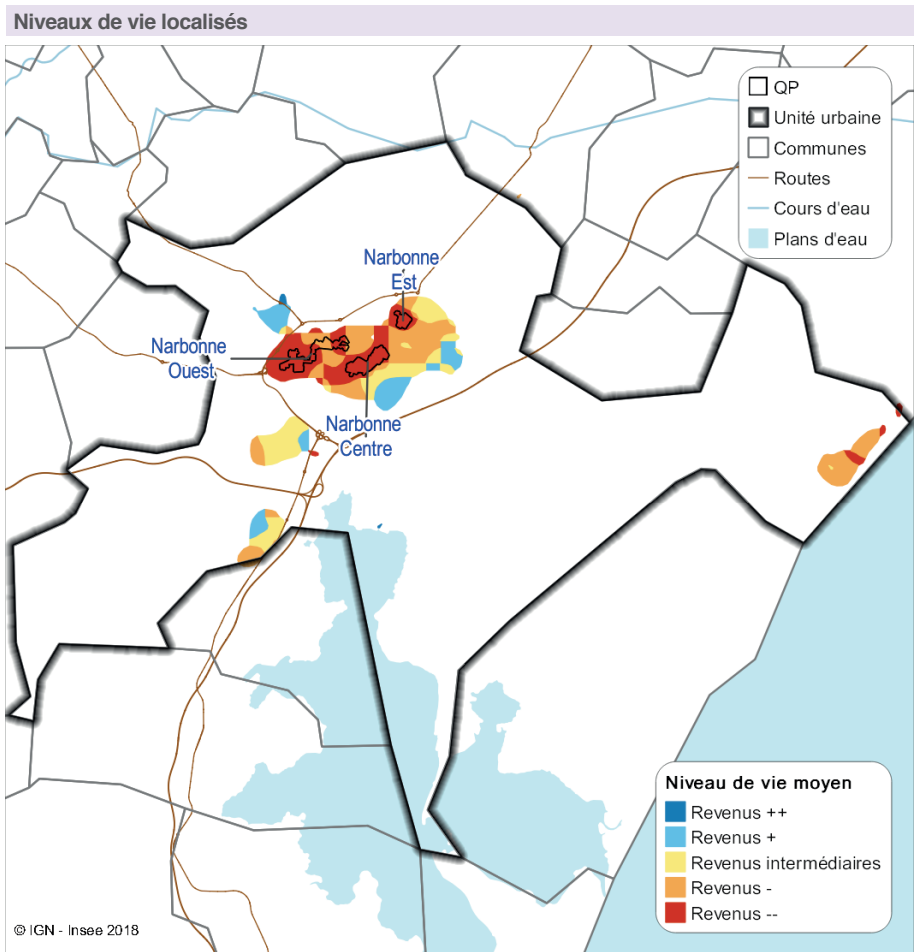 Niveaux de vie localisés
QP
Unité urbaine
Communes
Routes
Cours d'eau
Plans d'eau
Narbonne
Est
Narbonne
Ouest
Narbonne
Centre
Niveau de vie moyen
Revenus ++
Revenus +
Revenus intermédiaires
Revenus -
Revenus --
© IGN - Insee 2018